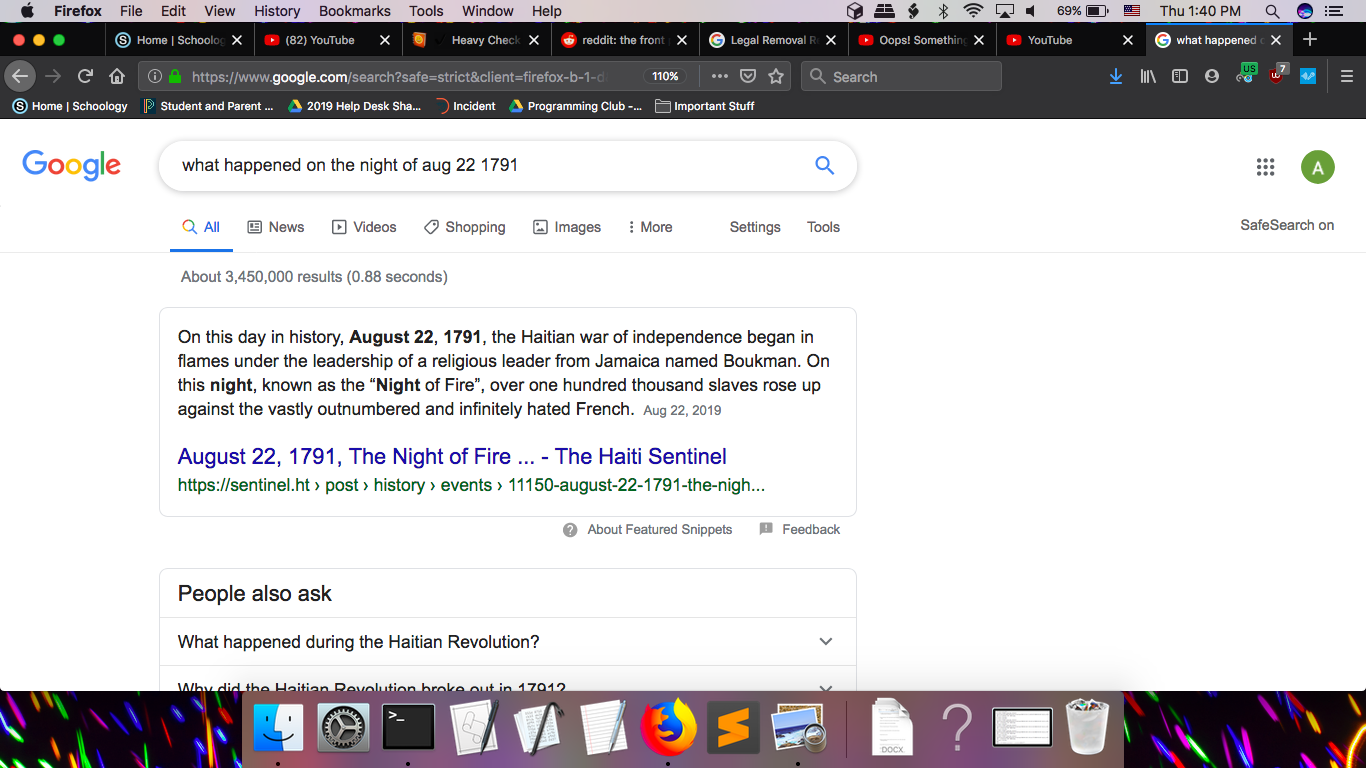 Firefox File Edit View History Bookmarks Tools Window Help 69% Thu 1:40 PM
Home | Schoolog (82) YouTube Heavy Check reddit: the front Legal Removal R Oops! Something YouTube what happened
https://www.google.com/search?safe=strict&client=firefox-b-1-d 110% Search US 7
Home | Schoology Student and Parent ... 2019 Help Desk Sha... Incident Programming Club -... Important Stuff
Google what happened on the night of aug 22 1791 A
All News Videos Shopping Images More Settings Tools SafeSearch on
About 3,450,000 results (0.88 seconds)
On this day in history, August 22, 1791, the Haitian war of independence began in
flames under the leadership of a religious leader from Jamaica named Boukman. On
this night, known as the “Night of Fire”, over one hundred thousand slaves rose up
against the vastly outnumbered and infinitely hated French. Aug 22, 2019
August 22, 1791, The Night of Fire ... - The Haiti Sentinel
https://sentinel.ht › post › history › events › 11150-august-22-1791-the-nigh...
About Featured Snippets Feedback
People also ask
What happened during the Haitian Revolution?
Why did the Haitian Revolution broke out in 1791?
>_ DOCX